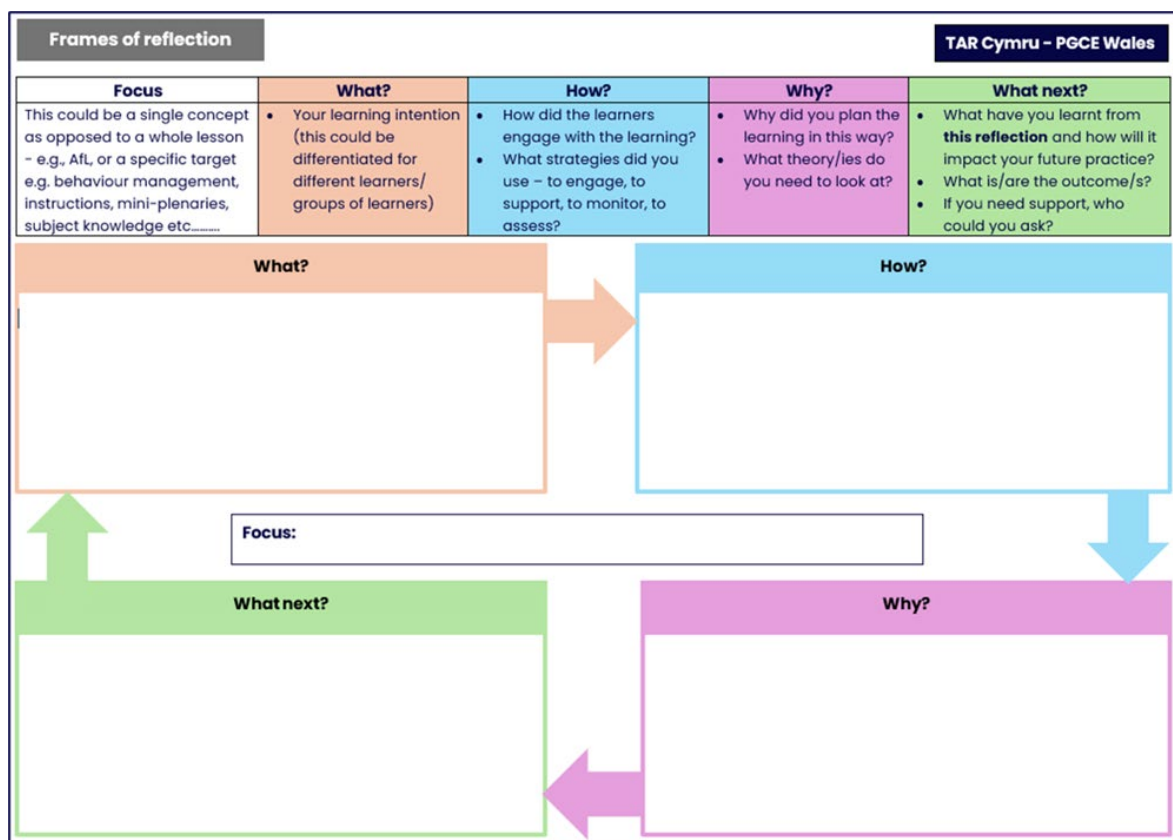 Frames of reflection
TAR Cymru – PGCE Wales
Focus
This could be a single concept
as opposed to a whole lesson
- e.g., AfL, or a specific target
e.g. behaviour management,
instructions, mini-plenaries,
subject knowledge etc..........
What?
• Your learning intention
(this could be
differentiated for
different learners/
groups of learners)
How?
• How did the learners
engage with the learning?
• What strategies did you
use – to engage, to
support, to monitor, to
assess?
Why?
• Why did you plan the
learning in this way?
• What theory/ies do
you need to look at?
What next?
• What have you learnt from
this reflection and how will it
impact your future practice?
• What is/are the outcome/s?
• If you need support, who
could you ask?
What?
How?
Focus:
What next?
Why?